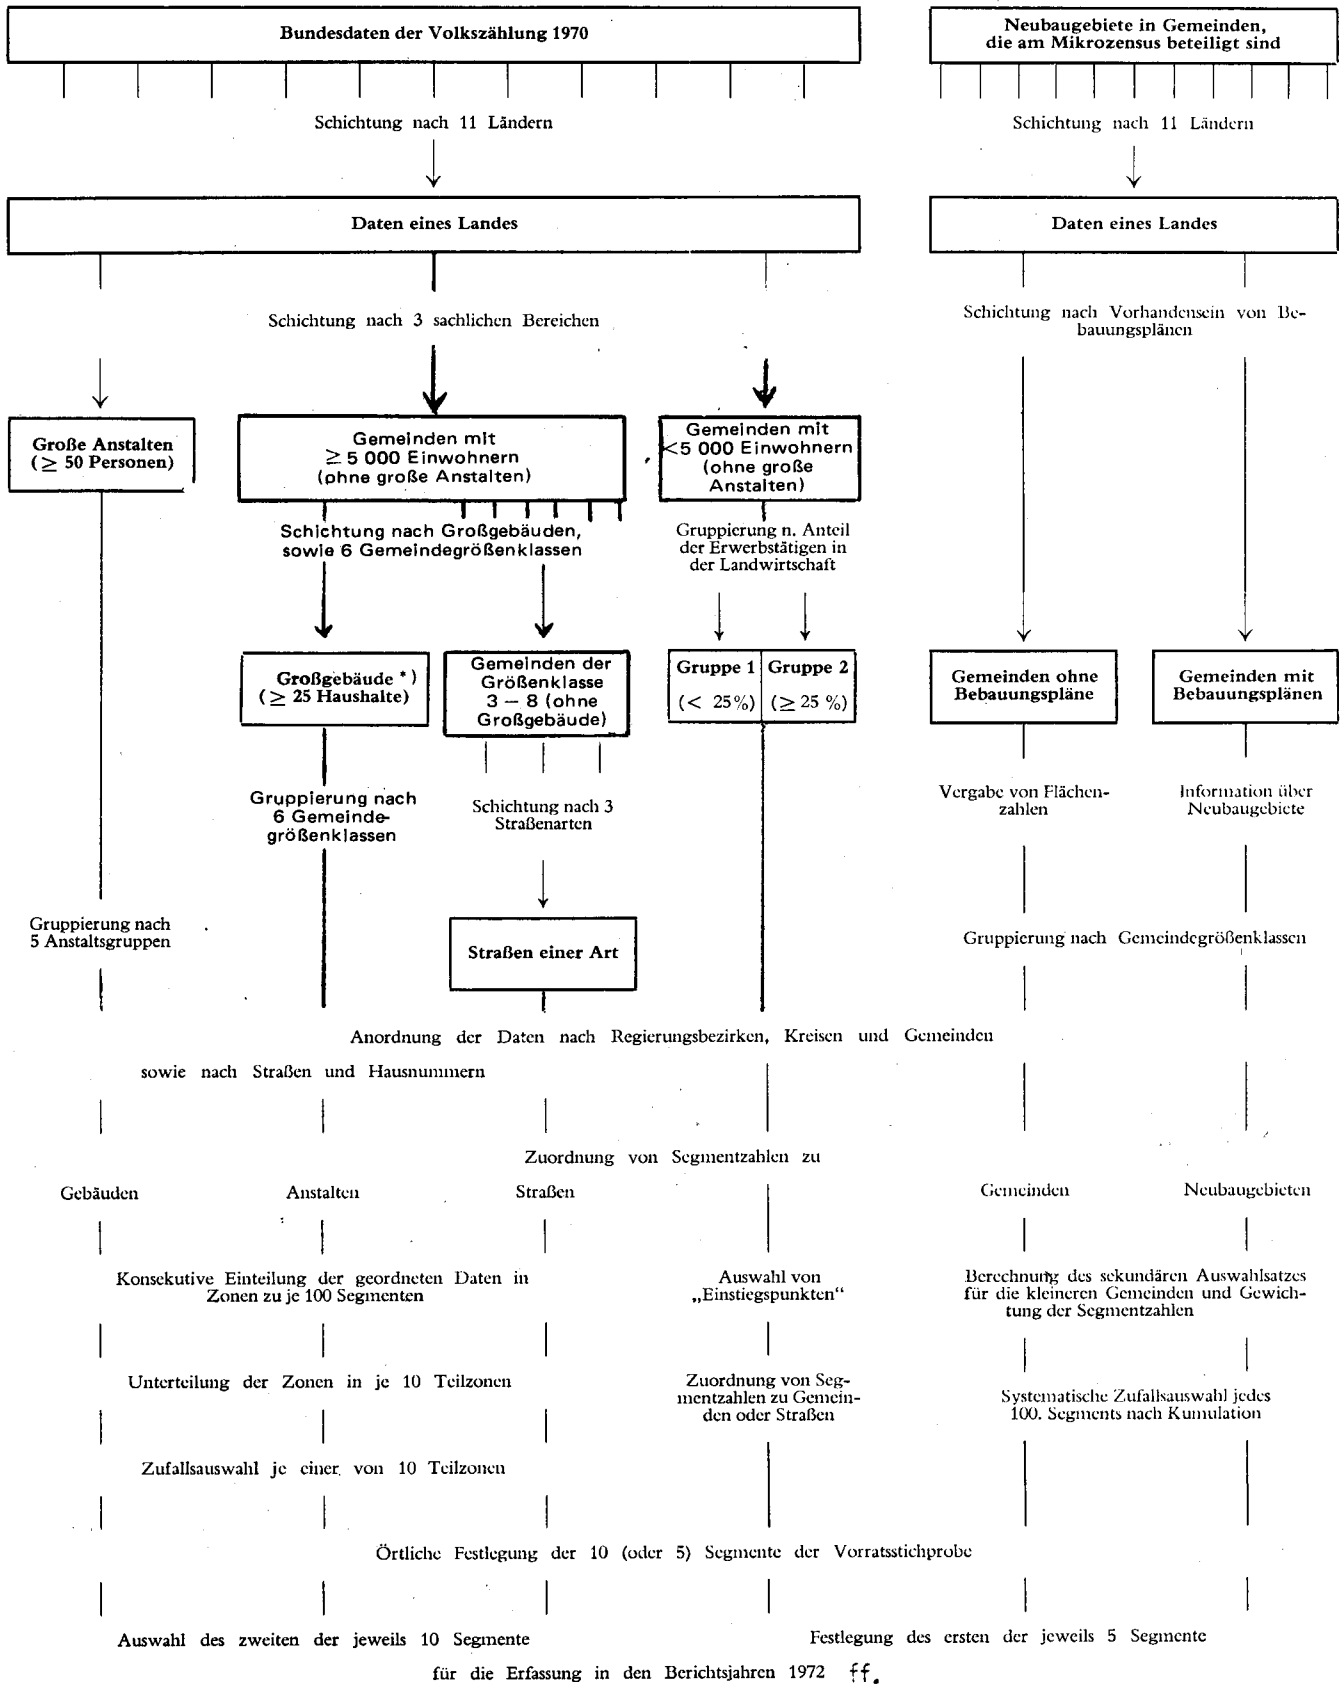 Bundesdaten der Volkszählung 1970
Neubaugebiete in Gemeinden,
die am Mikrozensus beteiligt sind
Schichtung nach 11 Ländern
Schichtung nach 11 Ländern
Daten eines Landes
Daten eines Landes
Schichtung nach 3 sachlichen Bereichen
Schichtung nach Vorhandensein von Be-
bauungsplänen
Große Anstalten
(≥ 50 Personen)
Gemeinden mit
≥ 5 000 Einwohnern
(ohne große Anstalten)
Gemeinden mit
<5 000 Einwohnern
(ohne große
Anstalten)
Schichtung nach Großgebäuden,
sowie 6 Gemeindegrößenklassen
Gruppierung n. Anteil
der Erwerbstätigen in
der Landwirtschaft
Großgebäude *)
(≥ 25 Haushalte)
Gemeinden der
Größenklasse
3 – 8 (ohne
Großgebäude)
Gruppe 1
(< 25%)
Gruppe 2
(≥ 25 %)
Gemeinden ohne
Bebauungspläne
Gemeinden mit
Bebauungsplänen
Gruppierung nach
6 Gemeinde-
größenklassen
Schichtung nach 3
Straßenarten
Vergabe von Flächen-
zahlen
Information über
Neubaugebiete
Gruppierung nach
5 Anstaltsgruppen
Straßen einer Art
Gruppierung nach Gemeindegrößenklassen
Anordnung der Daten nach Regierungsbezirken, Kreisen und Gemeinden
sowie nach Straßen und Hausnummern
Zuordnung von Segmentzahlen zu
Gebäuden
Anstalten
Straßen
Gemeinden
Neubaugebieten
Konsekutive Einteilung der geordneten Daten in
Zonen zu je 100 Segmenten
Auswahl von
„Einstiegspunkten“
Berechnung des sekundären Auswahlsatzes
für die kleineren Gemeinden und Gewich-
tung der Segmentzahlen
Unterteilung der Zonen in je 10 Teilzonen
Zuordnung von Seg-
mentzahlen zu Gemein-
den oder Straßen
Systematische Zufallsauswahl jedes
100. Segments nach Kumulation
Zufallsauswahl je einer von 10 Teilzonen
Örtliche Festlegung der 10 (oder 5) Segmente der Vorratsstichprobe
Auswahl des zweiten der jeweils 10 Segmente
Festlegung des ersten der jeweils 5 Segmente
für die Erfassung in den Berichtsjahren 1972 ff.